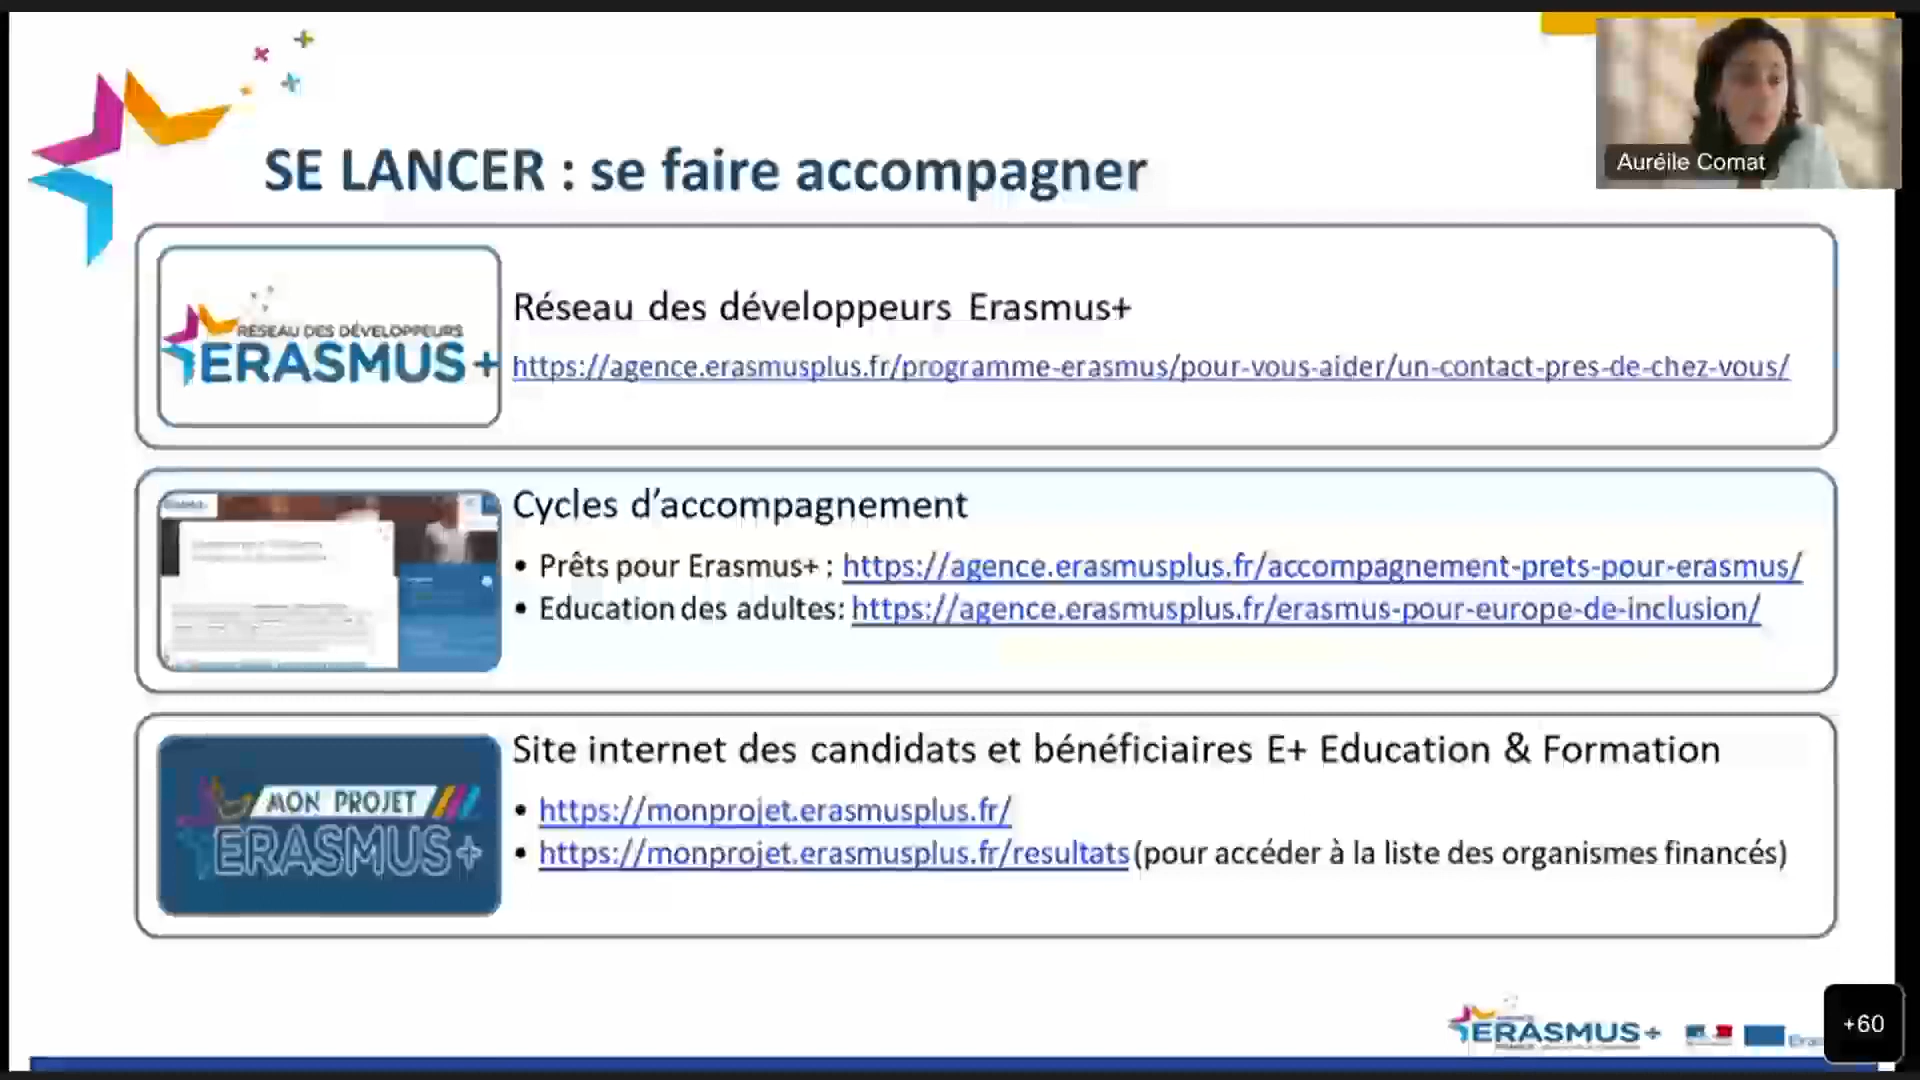 SE LANCER : se faire accompagner
Auréile Comat
RÉSEAU DES DÉVELOPPEURS
ERASMUS+
Réseau des développeurs Erasmus+
https://agence.erasmusplus.fr/programme-erasmus/pour-vous-aider/un-contact-pres-de-chez-vous/
Cycles d’accompagnement
• Prêts pour Erasmus+ : https://agence.erasmusplus.fr/accompagnement-prets-pour-erasmus/
• Education des adultes: https://agence.erasmusplus.fr/erasmus-pour-europe-de-inclusion/
MON PROJET
ERASMUS+
Site internet des candidats et bénéficiaires E+ Education & Formation
• https://monprojet.erasmusplus.fr/
• https://monprojet.erasmusplus.fr/resultats (pour accéder à la liste des organismes financés)
ERASMUS+
+60